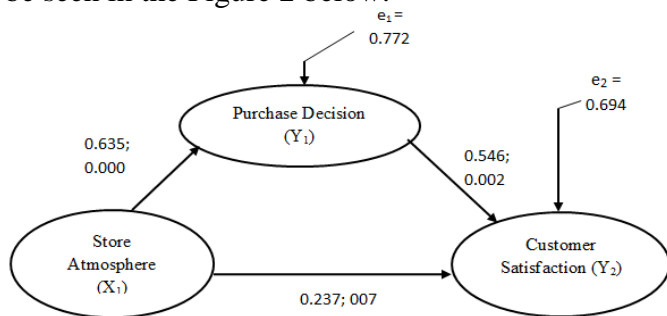 be seen in the Figure 2 below.
e₁ =
0.772
e₂ =
0.694
Purchase Decision
(Y₁)
0.635;
0.000
0.546;
0.002
Store
Atmosphere
(X₁)
Customer
Satisfaction (Y₂)
0.237; 007